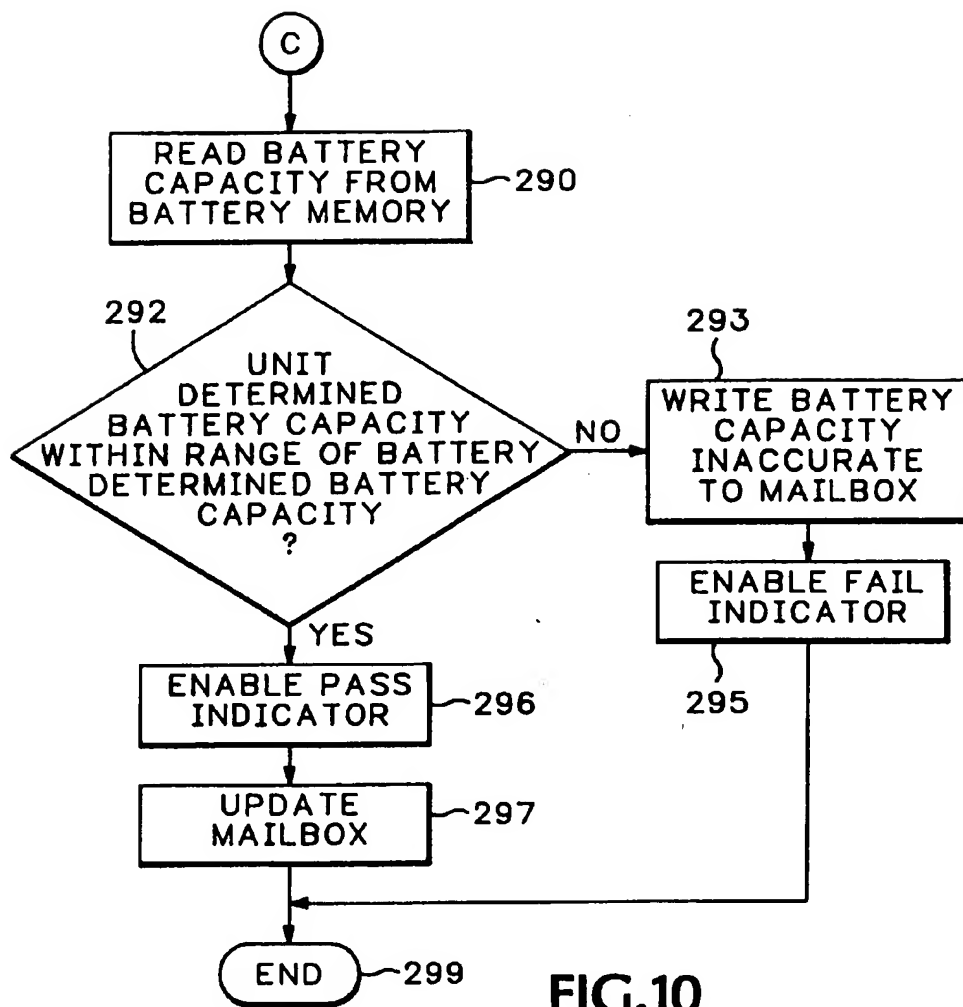 C
READ BATTERY
CAPACITY FROM
BATTERY MEMORY
290
292
UNIT
DETERMINED
BATTERY CAPACITY
WITHIN RANGE OF BATTERY
DETERMINED BATTERY
CAPACITY
?
NO
293
WRITE BATTERY
CAPACITY
INACCURATE
TO MAILBOX
ENABLE FAIL
INDICATOR
295
YES
ENABLE PASS
INDICATOR
296
UPDATE
MAILBOX
297
END
299
FIG.10